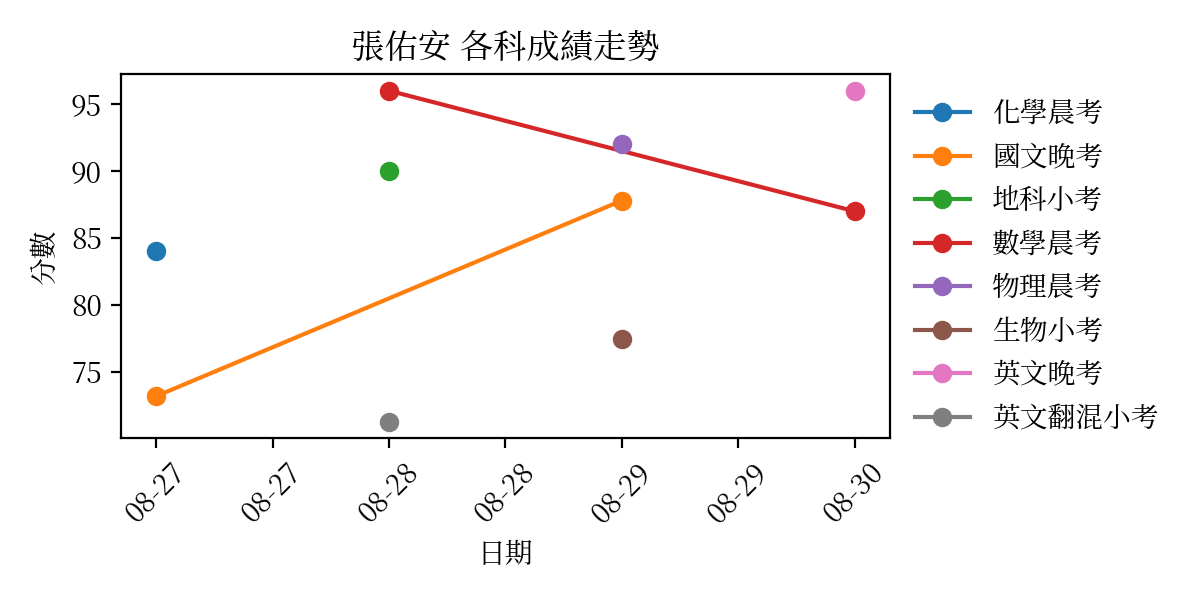 張佑安 各科成績走勢
分數
95
90
85
80
75
08-27
08-27
08-28
08-28
08-29
08-29
08-30
日期
化學晨考
國文晚考
地科小考
數學晨考
物理晨考
生物小考
英文晚考
英文翻混小考